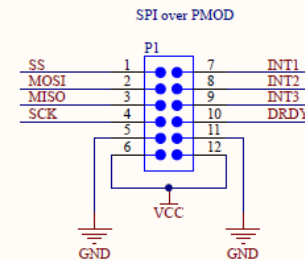 SPI over PMOD
P1
SS 1 7 INT1
MOSI 2 8 INT2
MISO 3 9 INT3
SCK 4 10 DRDY
5 11
6 12
VCC
GND GND